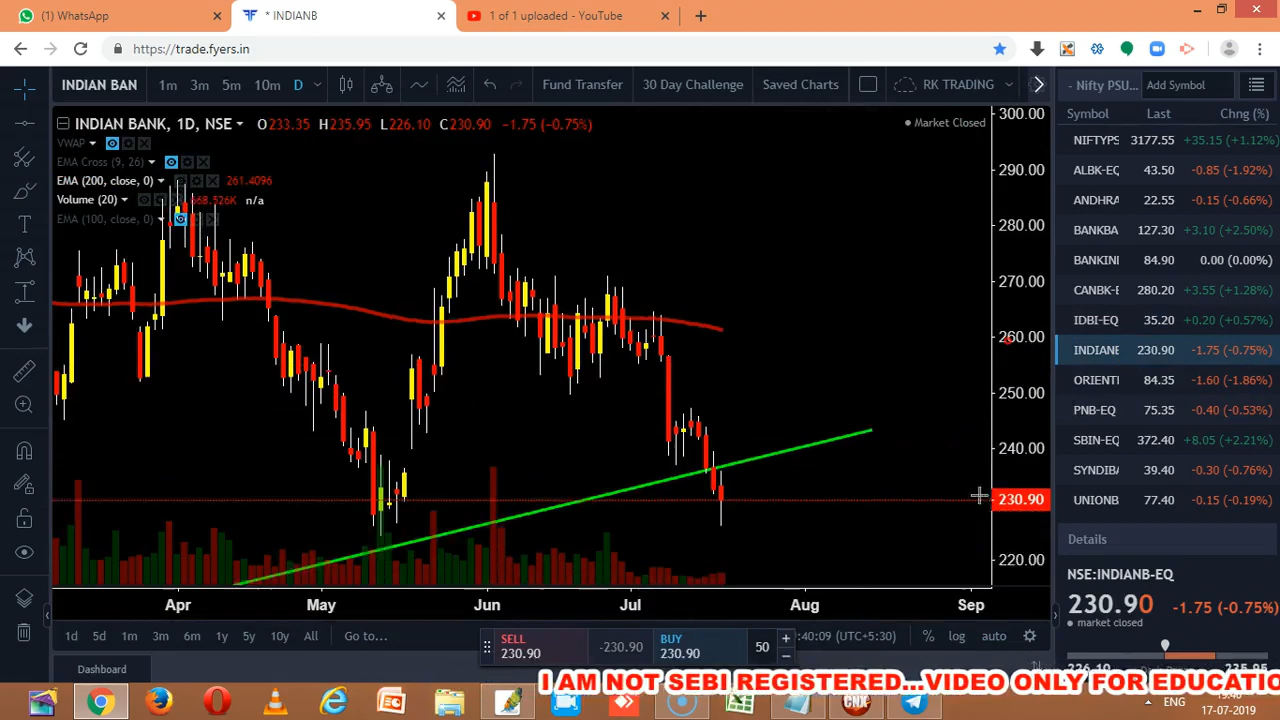 (1) WhatsApp
* INDIANB
1 of 1 uploaded - YouTube
https://trade.fyers.in
INDIAN BAN
1m 3m 5m 10m D
Fund Transfer
30 Day Challenge
Saved Charts
RK TRADING
- Nifty PSU...
Add Symbol
INDIAN BANK, 1D, NSE O233.35 H235.95 L226.10 C230.90 -1.75 (-0.75%)
Market Closed
VWAP
EMA Cross (9, 26)
EMA (200, close, 0) 261.4096
Volume (20) n/a
EMA (100, close, 0)
300.00
290.00
280.00
270.00
260.00
250.00
240.00
230.90
220.00
Apr May Jun Jul Aug Sep
Symbol Last Chng (%)
NIFTYPS 3177.55 +35.15 (+1.12%)
ALBK-EQ 43.50 -0.85 (-1.92%)
ANDHRA 22.55 -0.15 (-0.66%)
BANKBA 127.30 +3.10 (+2.50%)
BANKINI 84.90 0.00 (0.00%)
CANBK-E 280.20 +3.55 (+1.28%)
IDBI-EQ 35.20 +0.20 (+0.57%)
INDIANE 230.90 -1.75 (-0.75%)
ORIENTI 84.35 -1.60 (-1.86%)
PNB-EQ 75.35 -0.40 (-0.53%)
SBIN-EQ 372.40 +8.05 (+2.21%)
SYNDIBA 39.40 -0.30 (-0.76%)
UNIONB 77.40 -0.15 (-0.19%)
Details
NSE:INDIANB-EQ
230.90 -1.75 (-0.75%)
market closed
1d 5d 1m 3m 6m 1y 5y 10y All Go to...
SELL
230.90
-230.90
BUY
230.90
50
:40:09 (UTC+5:30)
% log auto
Dashboard
I AM NOT SEBI REGISTERED...VIDEO ONLY FOR EDUCATIO
ENG
17-07-2019